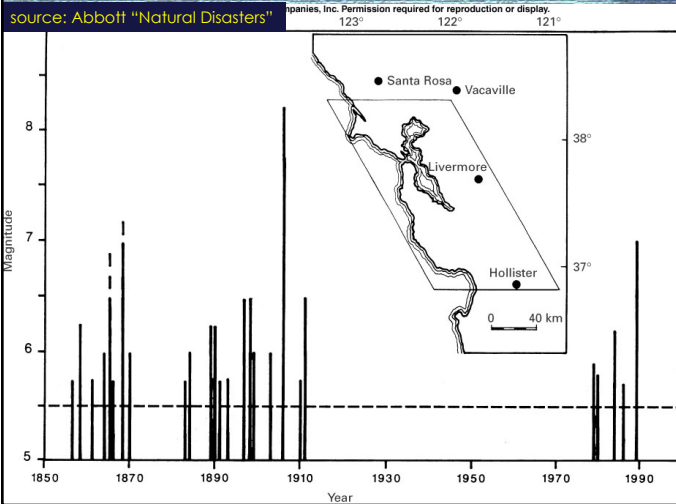 source: Abbott “Natural Disasters”
mpanies, Inc. Permission required for reproduction or display.
123° 122° 121°
Santa Rosa
Vacaville
8
38°
Livermore
Magnitude
7
37°
Hollister
0 40 km
6
5
1850 1870 1890 1910 1930 1950 1970 1990
Year